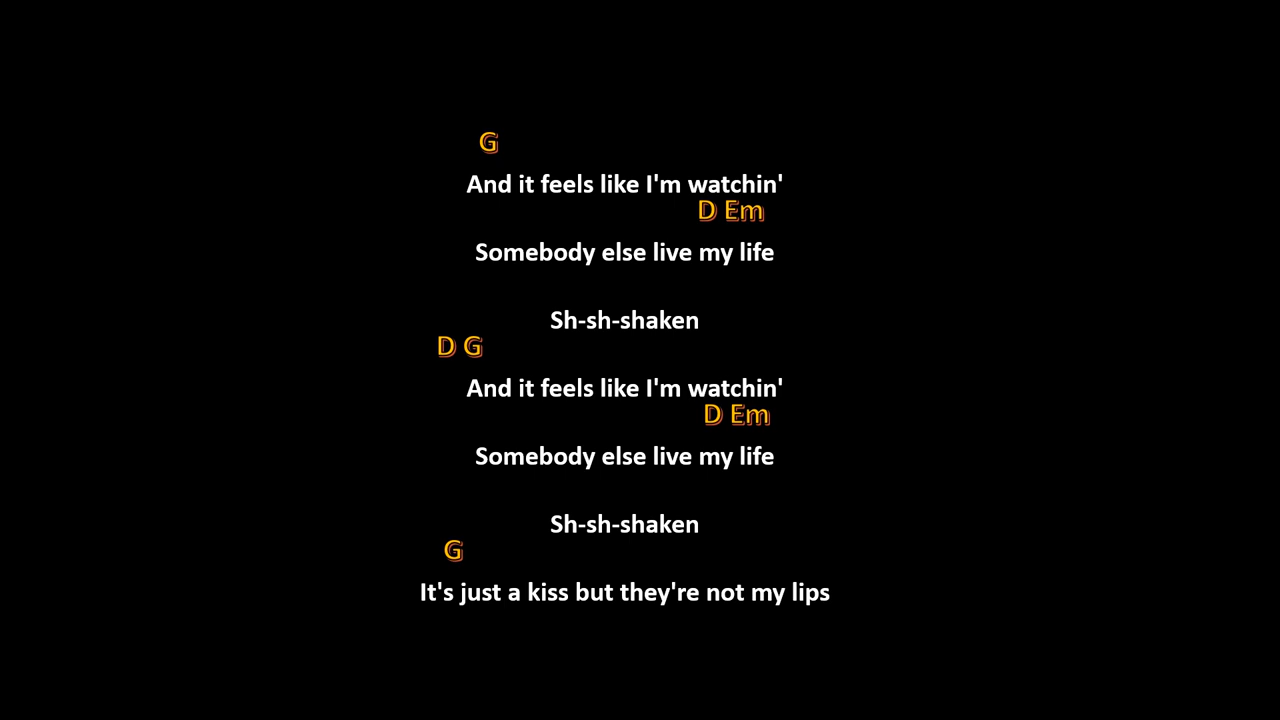 G
And it feels like I'm watchin'
D Em
Somebody else live my life
Sh-sh-shaken
D G
And it feels like I'm watchin'
D Em
Somebody else live my life
Sh-sh-shaken
G
It's just a kiss but they're not my lips